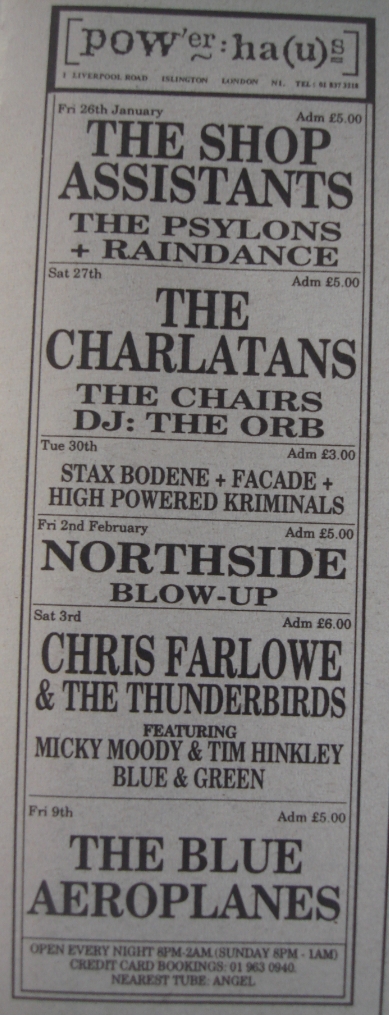 [pow'er:ha(u)s]
1 LIVERPOOL ROAD ISLINGTON LONDON N1. TEL: 01 837 3218
Fri 26th January Adm £5.00
THE SHOP
ASSISTANTS
THE PSYLONS
+ RAINDANCE
Sat 27th Adm £5.00
THE
CHARLATANS
THE CHAIRS
DJ: THE ORB
Tue 30th Adm £3.00
STAX BODENE + FACADE +
HIGH POWERED KRIMINALS
Fri 2nd February Adm £5.00
NORTHSIDE
BLOW-UP
Sat 3rd Adm £6.00
CHRIS FARLOWE
& THE THUNDERBIRDS
FEATURING
MICKY MOODY & TIM HINKLEY
BLUE & GREEN
Fri 9th Adm £5.00
THE BLUE
AEROPLANES
OPEN EVERY NIGHT 8PM-2AM (SUNDAY 8PM - 1AM)
CREDIT CARD BOOKINGS: 01 963 0940.
NEAREST TUBE: ANGEL